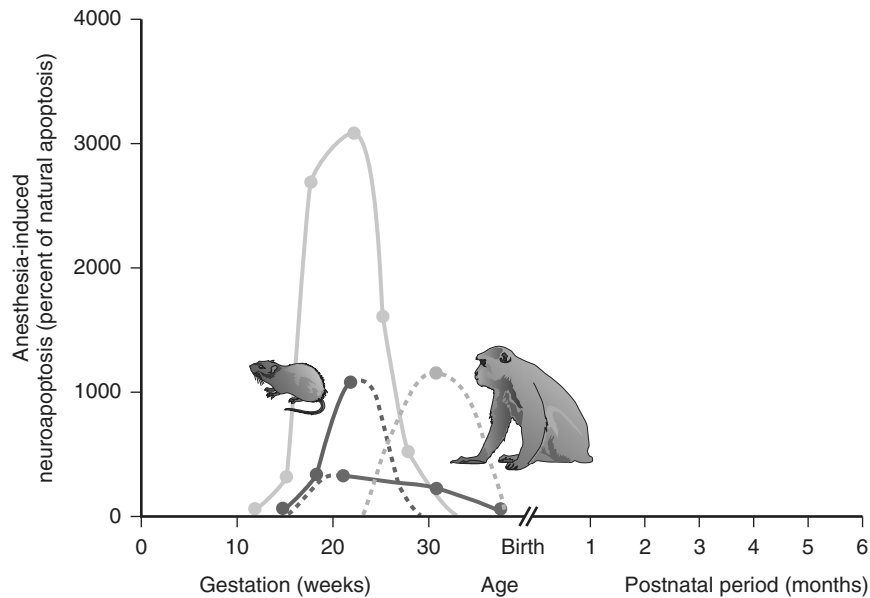 Anesthesia-induced
neuroapoptosis (percent of natural apoptosis)
4000
3000
2000
1000
0
0 10 20 30 Birth 1 2 3 4 5 6
Gestation (weeks) Age Postnatal period (months)